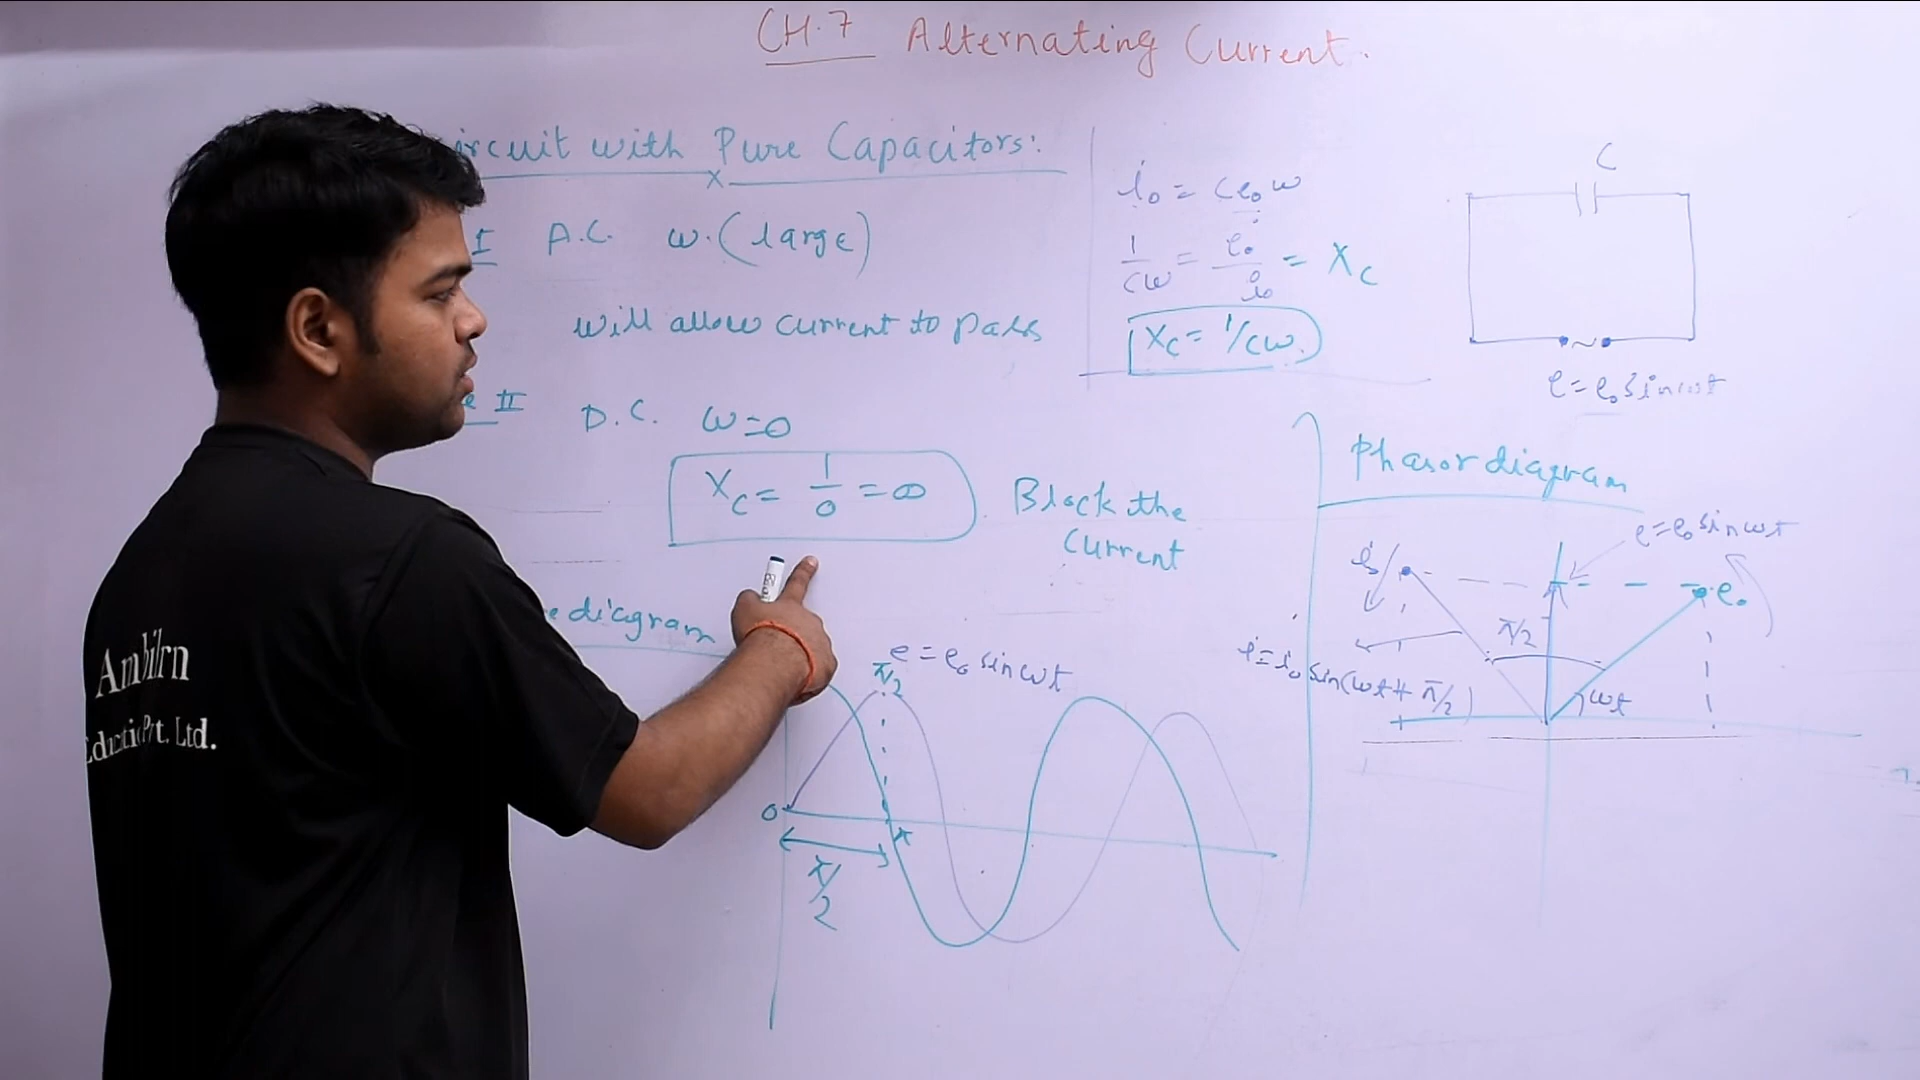 CH.7 Alternating Current.
ircuit with Pure Capacitors:
I A.C. ω.(large)
will allow current to pass
e II D.C. ω=0
Xc = 1/0 = ∞
Block the
Current
i₀ = Ce₀ω
1/Cω = e₀/i₀ = Xc
Xc = 1/Cω.
C
~
e = e₀ sin ωt
e diagram
e = e₀ sin ωt
π/2
0
π/2
Phasor diagram
e = e₀ sin ωt
i₀
e₀
π/2
i = i₀ sin(ωt + π/2)
ωt
Ambilrn
Educatio Pvt. Ltd.